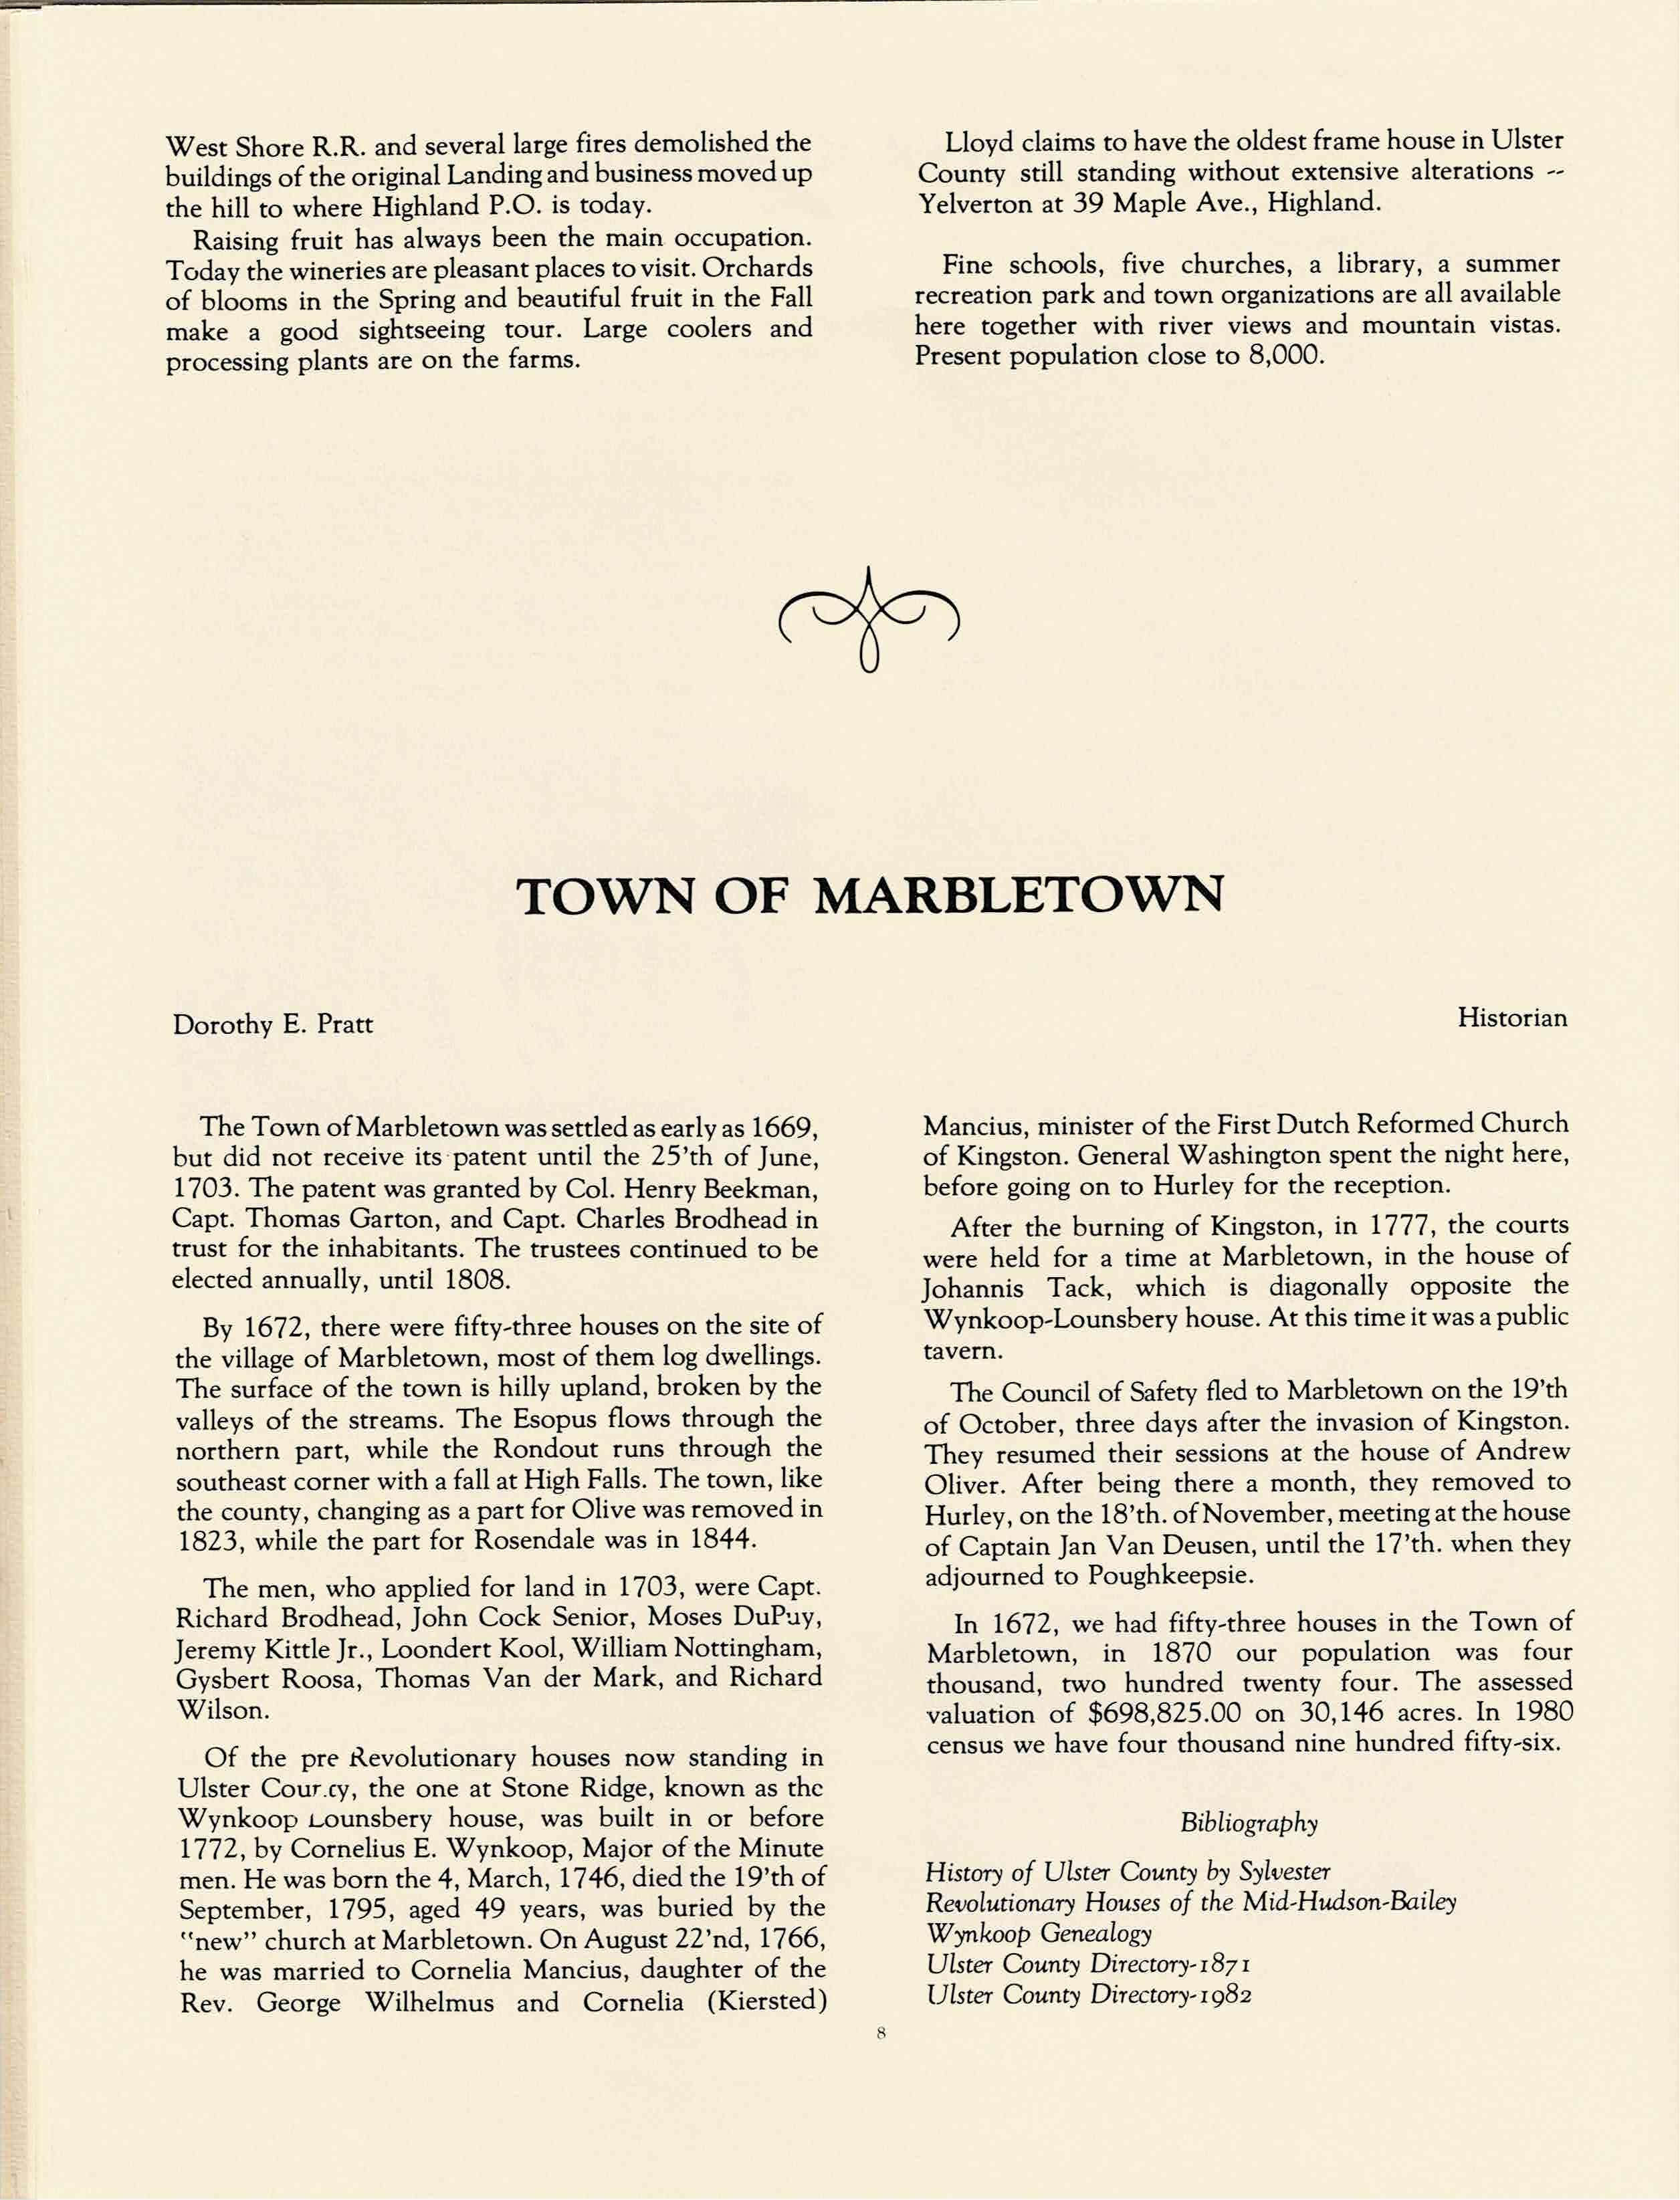 West Shore R.R. and several large fires demolished the
buildings of the original Landing and business moved up
the hill to where Highland P.O. is today.
Raising fruit has always been the main occupation.
Today the wineries are pleasant places to visit. Orchards
of blooms in the Spring and beautiful fruit in the Fall
make a good sightseeing tour. Large coolers and
processing plants are on the farms.
Lloyd claims to have the oldest frame house in Ulster
County still standing without extensive alterations --
Yelverton at 39 Maple Ave., Highland.
Fine schools, five churches, a library, a summer
recreation park and town organizations are all available
here together with river views and mountain vistas.
Present population close to 8,000.
TOWN OF MARBLETOWN
Dorothy E. Pratt
Historian
The Town of Marbletown was settled as early as 1669,
but did not receive its patent until the 25'th of June,
1703. The patent was granted by Col. Henry Beekman,
Capt. Thomas Garton, and Capt. Charles Brodhead in
trust for the inhabitants. The trustees continued to be
elected annually, until 1808.
By 1672, there were fifty-three houses on the site of
the village of Marbletown, most of them log dwellings.
The surface of the town is hilly upland, broken by the
valleys of the streams. The Esopus flows through the
northern part, while the Rondout runs through the
southeast corner with a fall at High Falls. The town, like
the county, changing as a part for Olive was removed in
1823, while the part for Rosendale was in 1844.
The men, who applied for land in 1703, were Capt.
Richard Brodhead, John Cock Senior, Moses DuPuy,
Jeremy Kittle Jr., Loondert Kool, William Nottingham,
Gysbert Roosa, Thomas Van der Mark, and Richard
Wilson.
Of the pre Revolutionary houses now standing in
Ulster County, the one at Stone Ridge, known as the
Wynkoop Lounsbery house, was built in or before
1772, by Cornelius E. Wynkoop, Major of the Minute
men. He was born the 4, March, 1746, died the 19'th of
September, 1795, aged 49 years, was buried by the
"new" church at Marbletown. On August 22'nd, 1766,
he was married to Cornelia Mancius, daughter of the
Rev. George Wilhelmus and Cornelia (Kiersted)
Mancius, minister of the First Dutch Reformed Church
of Kingston. General Washington spent the night here,
before going on to Hurley for the reception.
After the burning of Kingston, in 1777, the courts
were held for a time at Marbletown, in the house of
Johannis Tack, which is diagonally opposite the
Wynkoop-Lounsbery house. At this time it was a public
tavern.
The Council of Safety fled to Marbletown on the 19'th
of October, three days after the invasion of Kingston.
They resumed their sessions at the house of Andrew
Oliver. After being there a month, they removed to
Hurley, on the 18'th. of November, meeting at the house
of Captain Jan Van Deusen, until the 17'th. when they
adjourned to Poughkeepsie.
In 1672, we had fifty-three houses in the Town of
Marbletown, in 1870 our population was four
thousand, two hundred twenty four. The assessed
valuation of $698,825.00 on 30,146 acres. In 1980
census we have four thousand nine hundred fifty-six.
Bibliography
History of Ulster County by Sylvester
Revolutionary Houses of the Mid-Hudson-Bailey
Wynkoop Genealogy
Ulster County Directory-1871
Ulster County Directory-1982
8